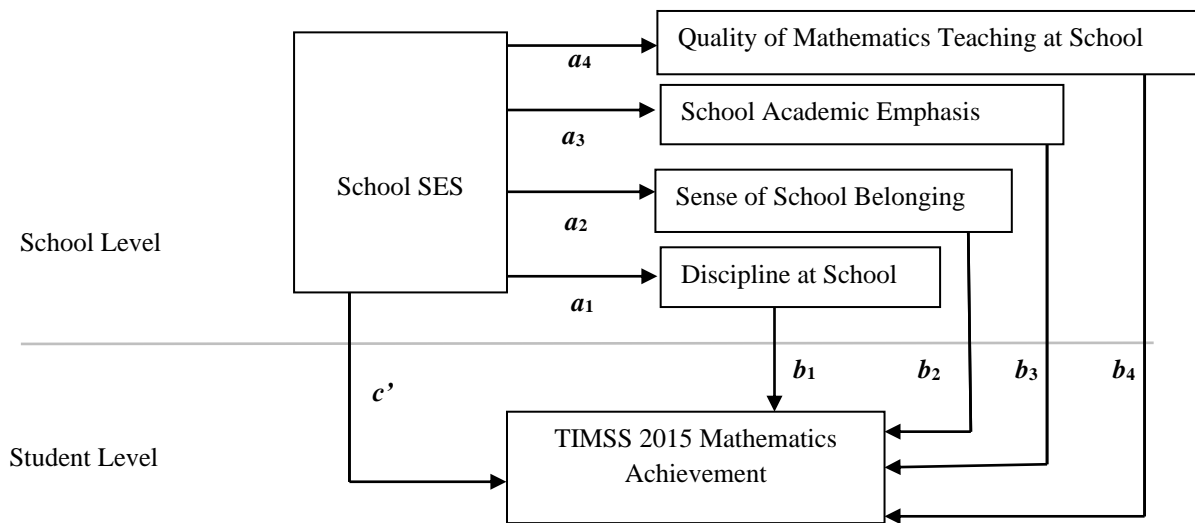 Quality of Mathematics Teaching at School
a4
School Academic Emphasis
a3
School SES
Sense of School Belonging
a2
School Level
Discipline at School
a1
b1
b2
b3
b4
c’
TIMSS 2015 Mathematics
Achievement
Student Level